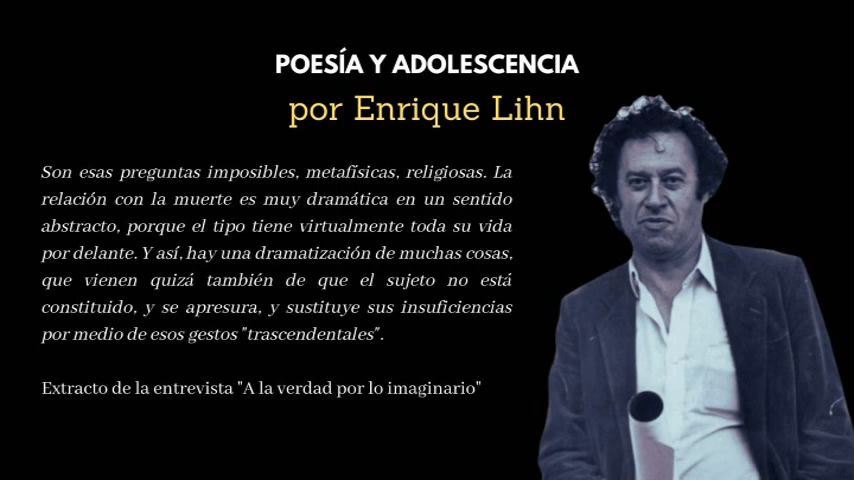 POESÍA Y ADOLESCENCIA
por Enrique Lihn
Son esas preguntas imposibles, metafísicas, religiosas. La
relación con la muerte es muy dramática en un sentido
abstracto, porque el tipo tiene virtualmente toda su vida
por delante. Y así, hay una dramatización de muchas cosas,
que vienen quizá también de que el sujeto no está
constituido, y se apresura, y sustituye sus insuficiencias
por medio de esos gestos "trascendentales".
Extracto de la entrevista "A la verdad por lo imaginario"